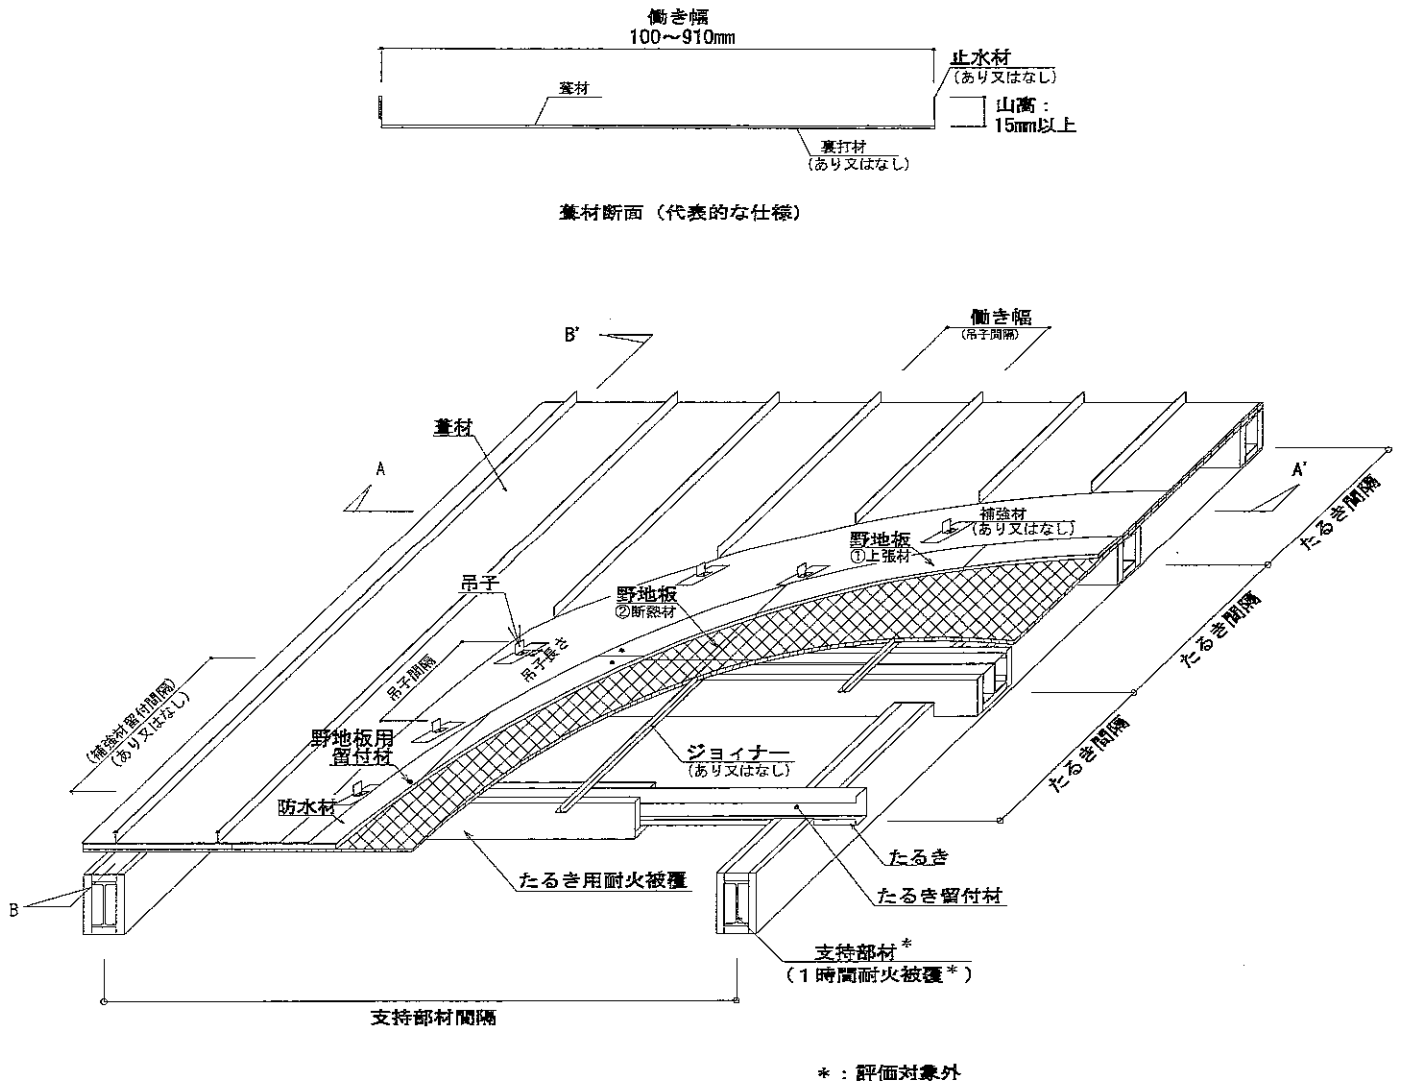 働き幅
100～910mm
止水材
(あり又はなし)
葺材
山高：
15mm以上
裏打材
(あり又はなし)
葺材断面（代表的な仕様）
働き幅
(吊子間隔)
B'
葺材
A
A'
補強材
(あり又はなし)
野地板
①上張材
たるき間隔
吊子
野地板
②断熱材
吊子長さ
吊子間隔
たるき間隔
(補強材留付間隔)
(あり又はなし)
野地板用
留付材
ジョイナー
(あり又はなし)
たるき間隔
防水材
たるき
たるき用耐火被覆
たるき留付材
B
支持部材*
(１時間耐火被覆*)
支持部材間隔
*：評価対象外